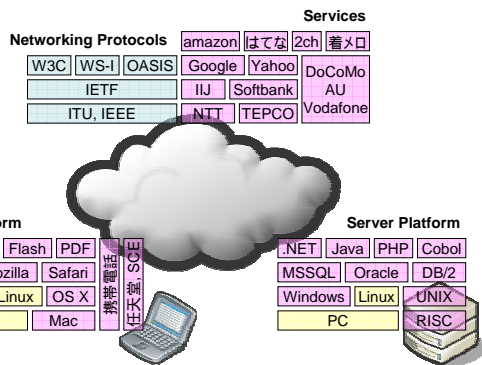 Services
Networking Protocols
amazon はてな 2ch 着メロ
W3C WS-I OASIS Google Yahoo
DoCoMo
AU
Vodafone
IETF IIJ Softbank
ITU, IEEE NTT TEPCO
orm
Flash PDF
zilla Safari
Linux OS X
Mac
携帯電話
任天堂, SCE
Server Platform
.NET Java PHP Cobol
MSSQL Oracle DB/2
Windows Linux UNIX
PC RISC